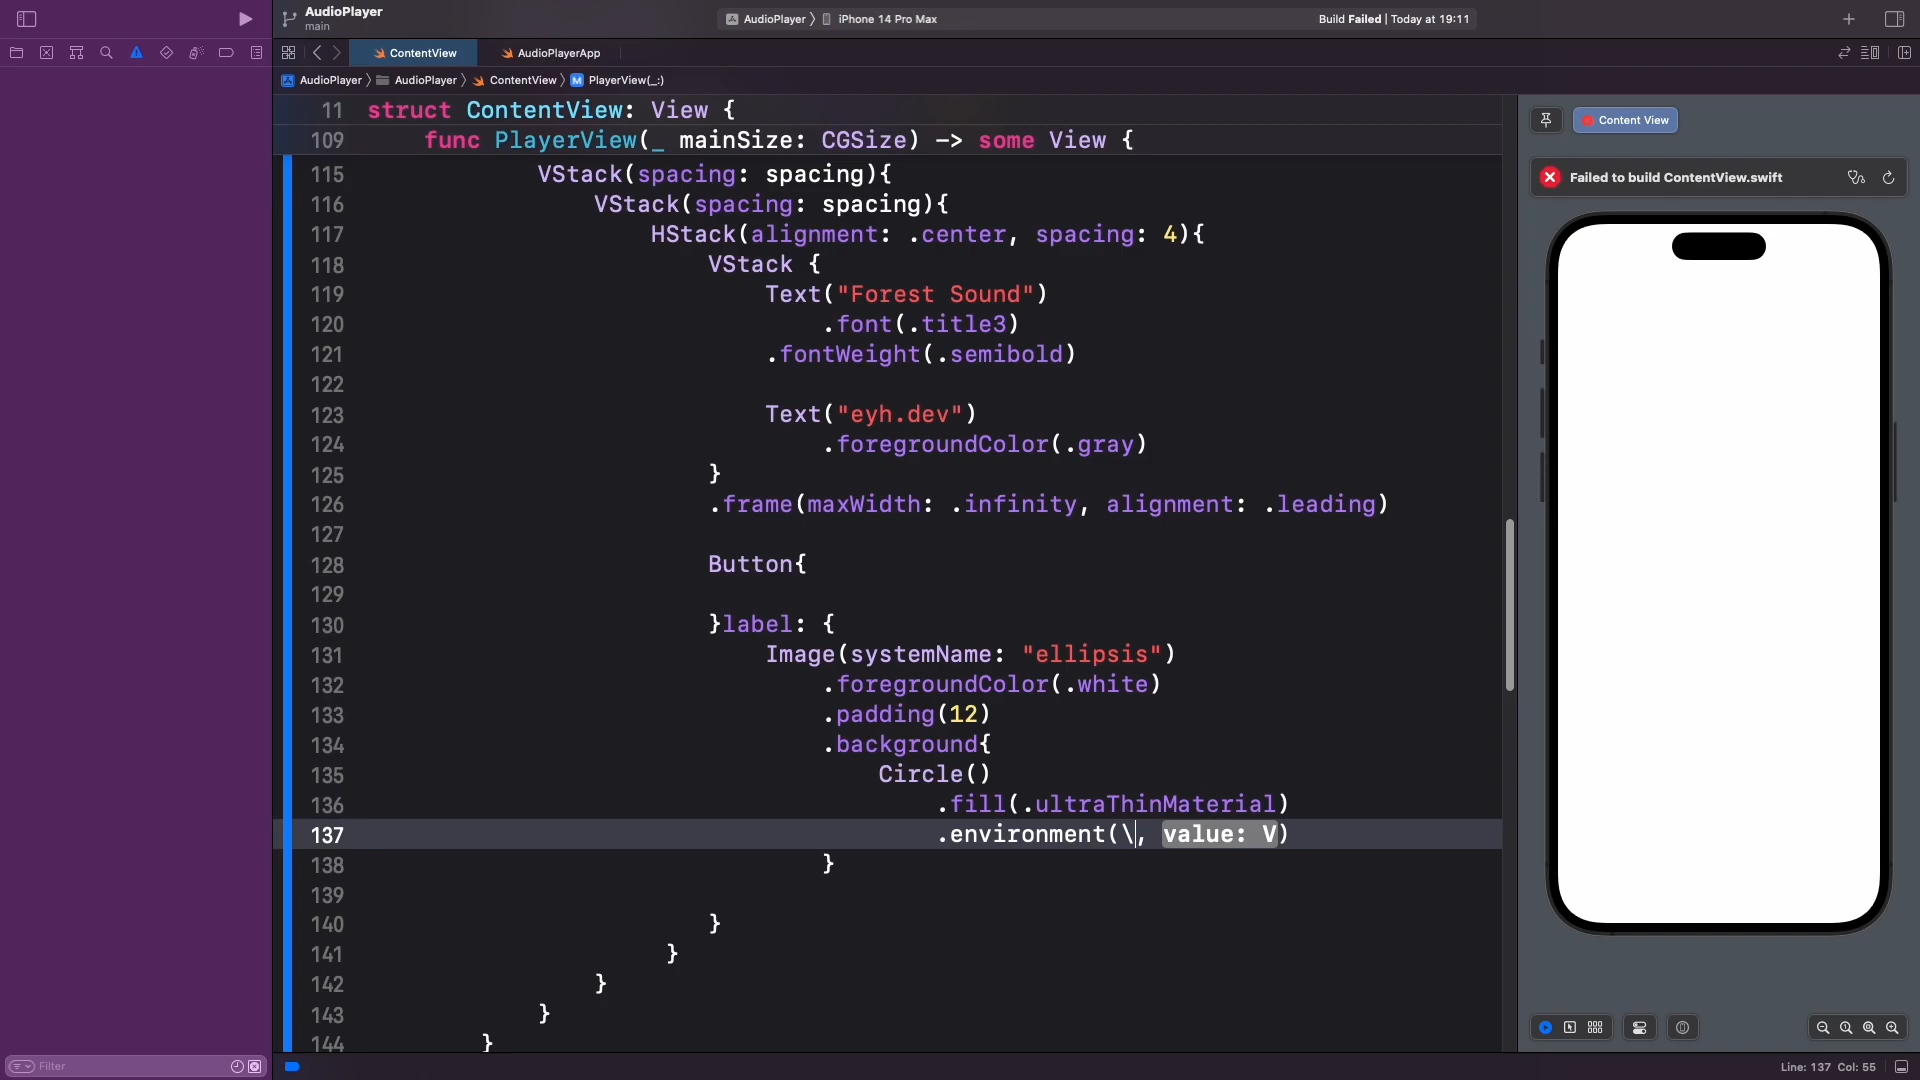 AudioPlayer
main
AudioPlayer 〉 iPhone 14 Pro Max
Build Failed | Today at 19:11
ContentView
AudioPlayerApp
AudioPlayer 〉 AudioPlayer 〉 ContentView 〉 M PlayerView(_:)
11 struct ContentView: View {
109 func PlayerView(_ mainSize: CGSize) -> some View {
115 VStack(spacing: spacing){
116 VStack(spacing: spacing){
117 HStack(alignment: .center, spacing: 4){
118 VStack {
119 Text("Forest Sound")
120 .font(.title3)
121 .fontWeight(.semibold)
122
123 Text("eyh.dev")
124 .foregroundColor(.gray)
125 }
126 .frame(maxWidth: .infinity, alignment: .leading)
127
128 Button{
129
130 }label: {
131 Image(systemName: "ellipsis")
132 .foregroundColor(.white)
133 .padding(12)
134 .background{
135 Circle()
136 .fill(.ultraThinMaterial)
137 .environment(\, value: V)
138 }
139
140 }
141 }
142 }
143 }
144 }
Content View
Failed to build ContentView.swift
Filter
Line: 137 Col: 55